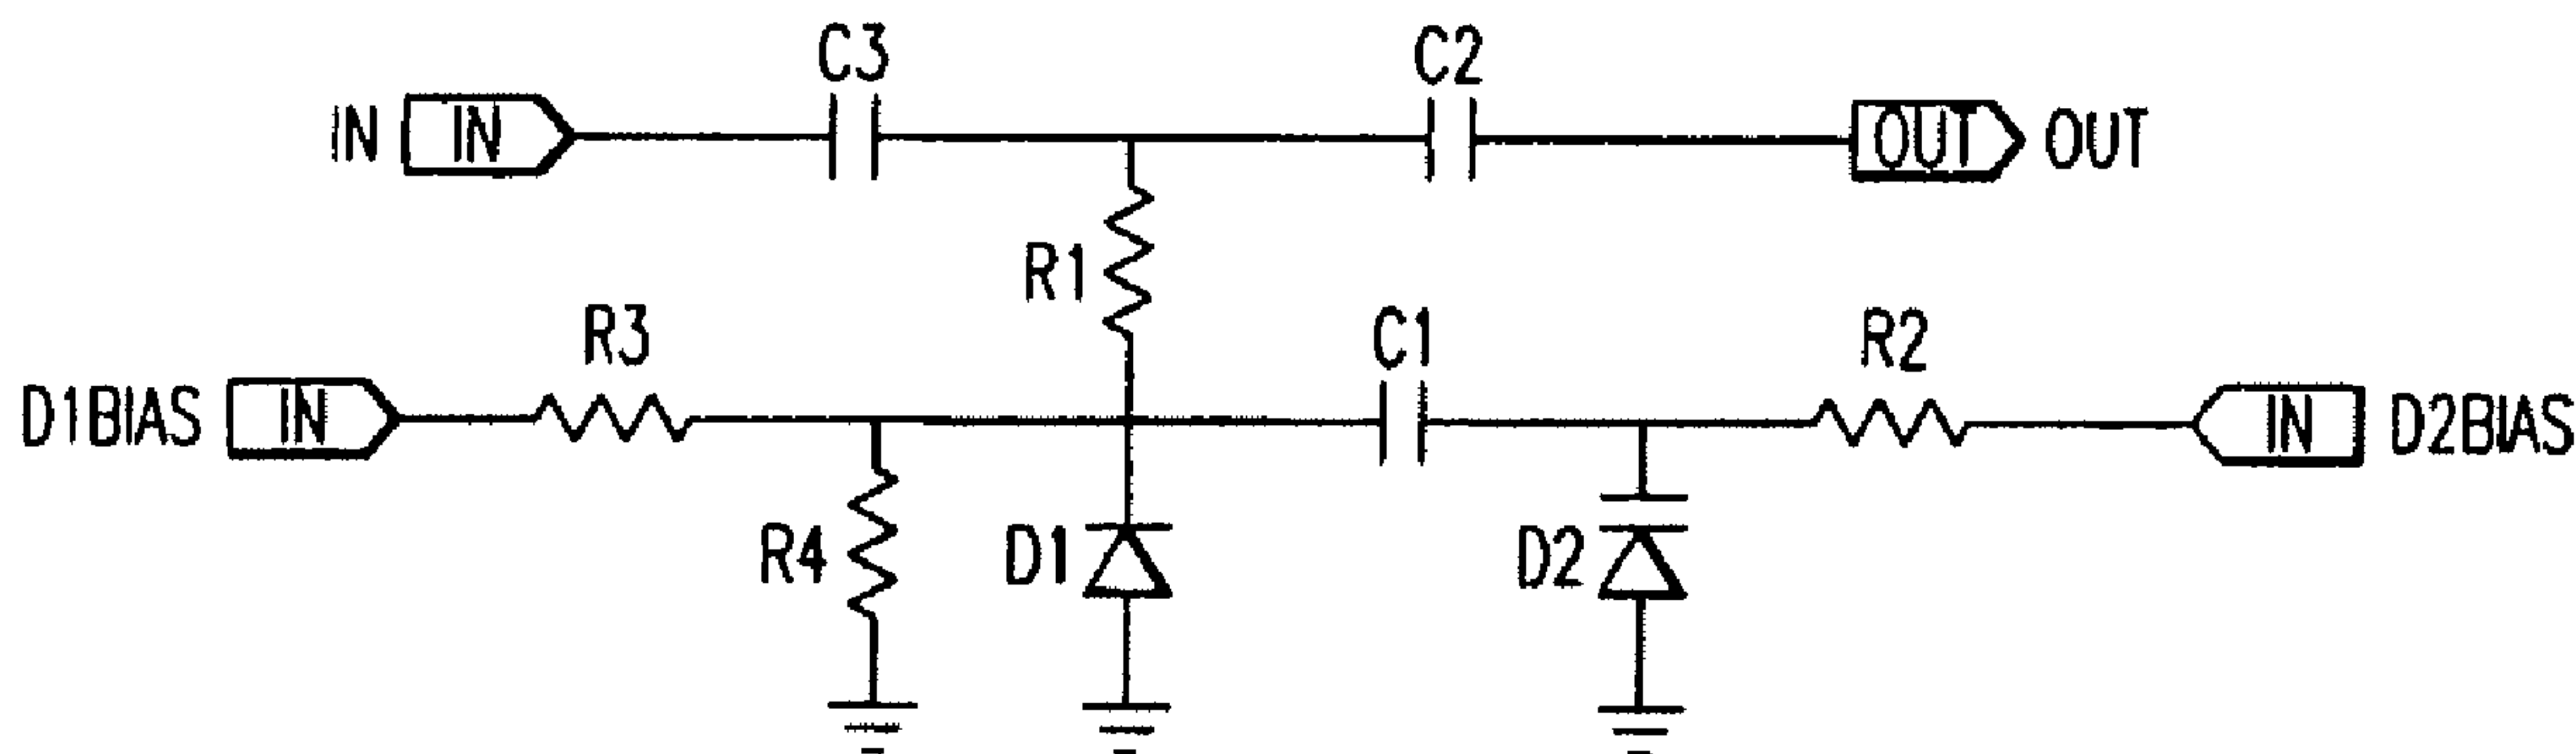 C3 C2
IN IN OUT OUT
R1
R3 C1 R2
D1BIAS IN IN D2BIAS
R4 D1 D2